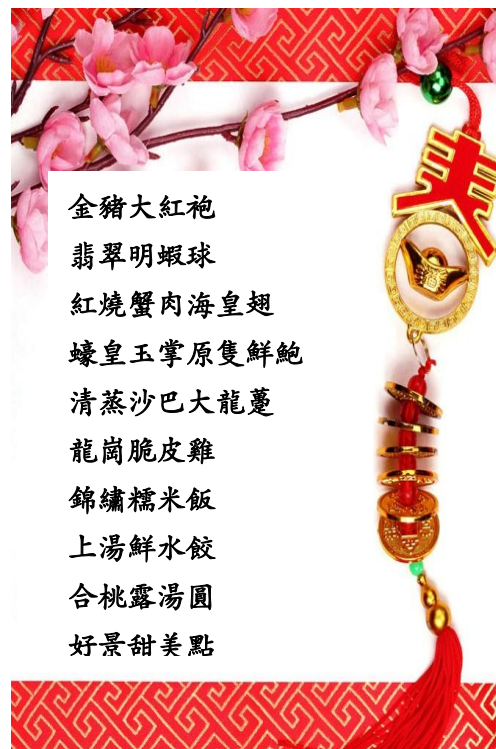 金豬大紅袍
翡翠明蝦球
紅燒蟹肉海皇翅
蠔皇玉掌原隻鮮鮑
清蒸沙巴大龍躉
龍崗脆皮雞
錦繡糯米飯
上湯鮮水餃
合桃露湯圓
好景甜美點
春